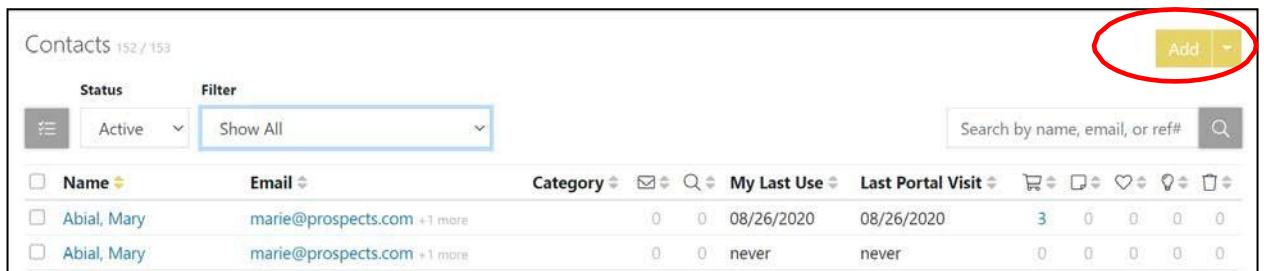 Contacts 152 / 153
Add
Status Filter
Active Show All Search by name, email, or ref#
Name Email Category My Last Use Last Portal Visit
Abial, Mary marie@prospects.com +1 more 0 0 08/26/2020 08/26/2020 3 0 0 0 0
Abial, Mary marie@prospects.com +1 more 0 0 never never 0 0 0 0 0